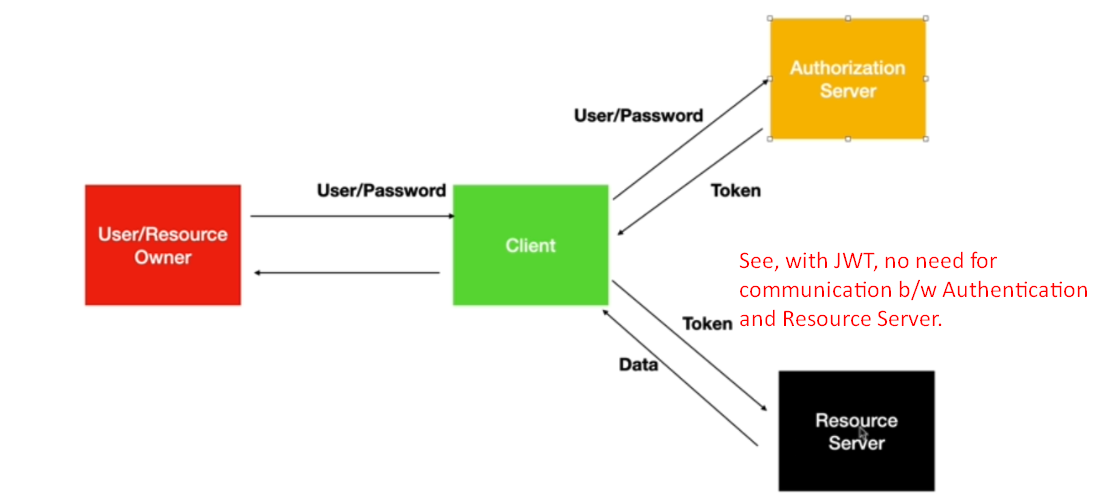 Authorization
Server
User/Password
User/Password
Token
User/Resource
Owner
Client
See, with JWT, no need for
communication b/w Authentication
and Resource Server.
Token
Data
Resource
Server